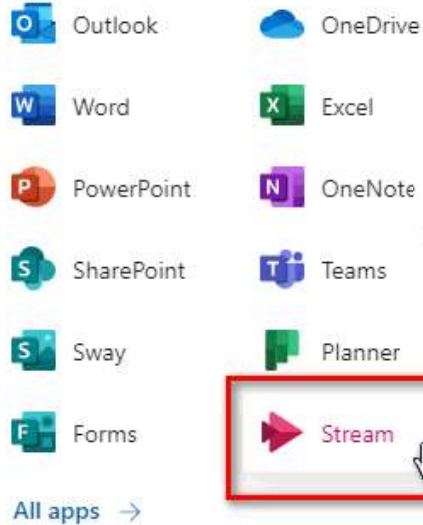 Outlook OneDrive
Word Excel
PowerPoint OneNote
SharePoint Teams
Sway Planner
Forms Stream
All apps →